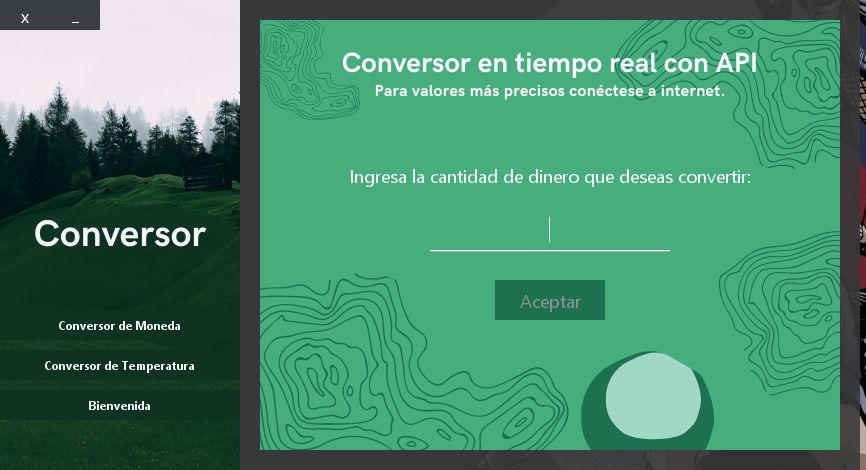 X _
Conversor
Conversor de Moneda
Conversor de Temperatura
Bienvenida
Conversor en tiempo real con API
Para valores más precisos conéctese a internet.
Ingresa la cantidad de dinero que deseas convertir:
Aceptar